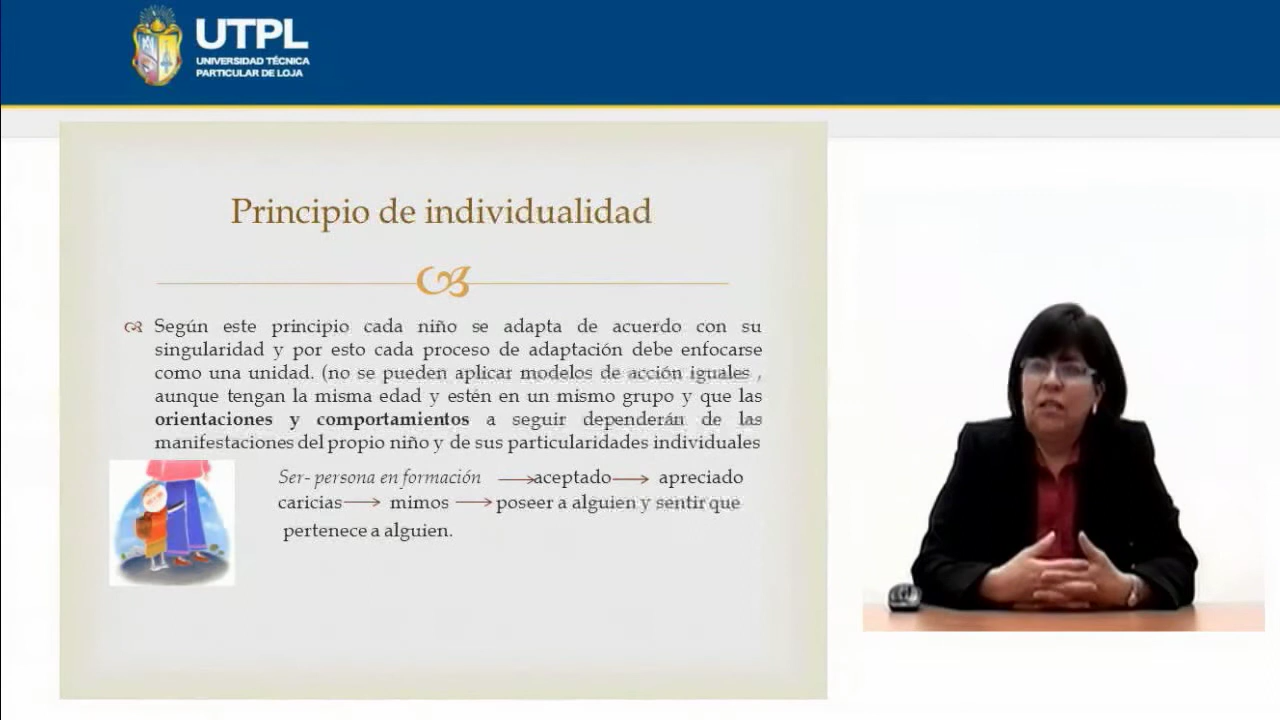 UTPL
UNIVERSIDAD TÉCNICA
PARTICULAR DE LOJA
Principio de individualidad
Según este principio cada niño se adapta de acuerdo con su
singularidad y por esto cada proceso de adaptación debe enfocarse
como una unidad. (no se pueden aplicar modelos de acción iguales ,
aunque tengan la misma edad y estén en un mismo grupo y que las
orientaciones y comportamientos a seguir dependerán de las
manifestaciones del propio niño y de sus particularidades individuales
Ser- persona en formación → aceptado → apreciado
caricias → mimos → poseer a alguien y sentir que
pertenece a alguien.